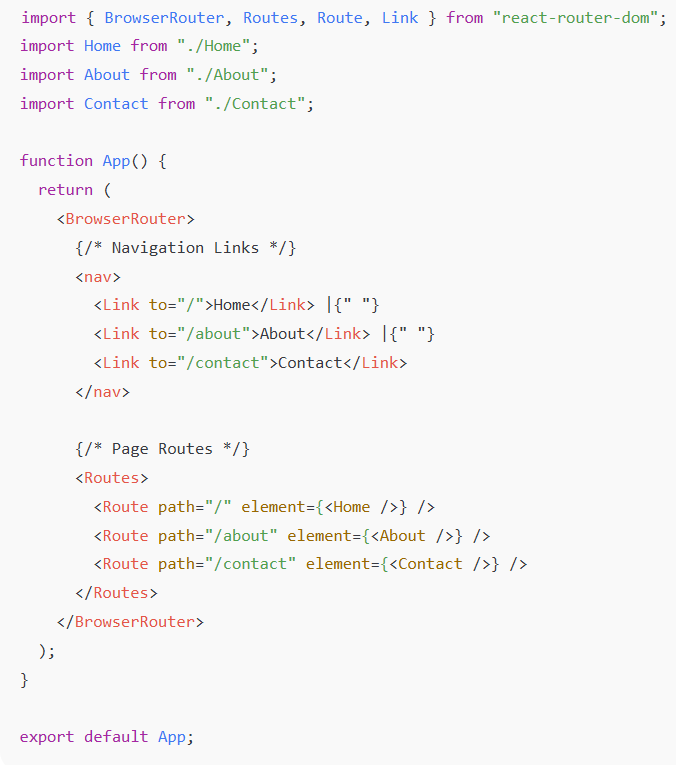 import { BrowserRouter, Routes, Route, Link } from "react-router-dom";
import Home from "./Home";
import About from "./About";
import Contact from "./Contact";

function App() {
  return (
    <BrowserRouter>
      {/* Navigation Links */}
      <nav>
        <Link to="/">Home</Link> |{" "}
        <Link to="/about">About</Link> |{" "}
        <Link to="/contact">Contact</Link>
      </nav>

      {/* Page Routes */}
      <Routes>
        <Route path="/" element={<Home />} />
        <Route path="/about" element={<About />} />
        <Route path="/contact" element={<Contact />} />
      </Routes>
    </BrowserRouter>
  );
}

export default App;